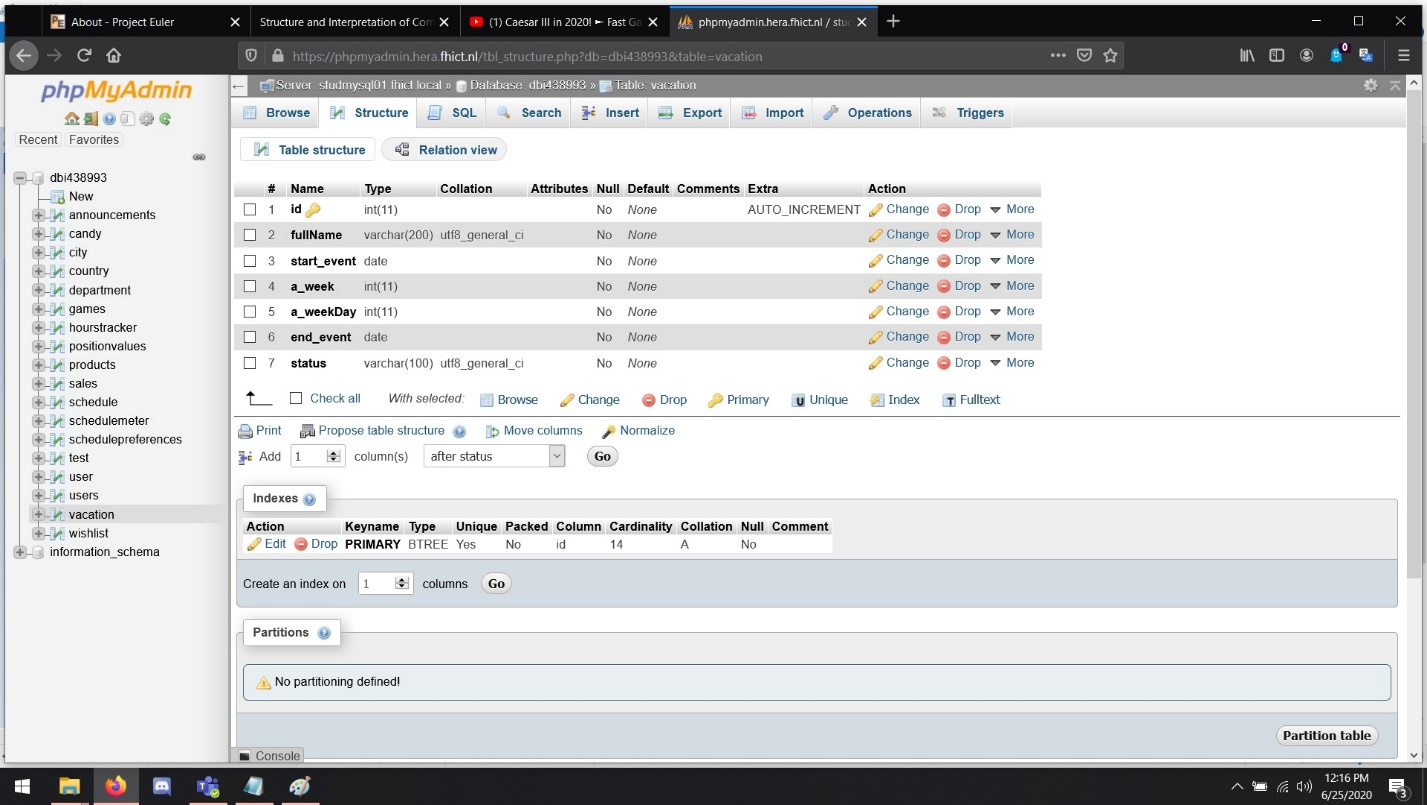 About - Project Euler
Structure and Interpretation of Com
(1) Caesar III in 2020! ► Fast Ga
phpmyadmin.hera.fhict.nl / stud
https://phpmyadmin.hera.fhict.nl/tbl_structure.php?db=dbi438993&table=vacation
0
phpMyAdmin
Recent Favorites
dbi438993
New
announcements
candy
city
country
department
games
hourstracker
positionvalues
products
sales
schedule
schedulemeter
schedulepreferences
test
user
users
vacation
wishlist
information_schema
Server studmysql01 fhict local » Database dbi438993 » Table vacation
Browse Structure SQL Search Insert Export Import Operations Triggers
Table structure Relation view
# Name Type Collation Attributes Null Default Comments Extra Action
1 id int(11) No None AUTO_INCREMENT Change Drop More
2 fullName varchar(200) utf8_general_ci No None Change Drop More
3 start_event date No None Change Drop More
4 a_week int(11) No None Change Drop More
5 a_weekDay int(11) No None Change Drop More
6 end_event date No None Change Drop More
7 status varchar(100) utf8_general_ci No None Change Drop More
Check all With selected: Browse Change Drop Primary Unique Index Fulltext
Print Propose table structure Move columns Normalize
Add 1 column(s) after status Go
Indexes
Action Keyname Type Unique Packed Column Cardinality Collation Null Comment
Edit Drop PRIMARY BTREE Yes No id 14 A No
Create an index on 1 columns Go
Partitions
No partitioning defined!
Partition table
Console
12:16 PM
6/25/2020
3